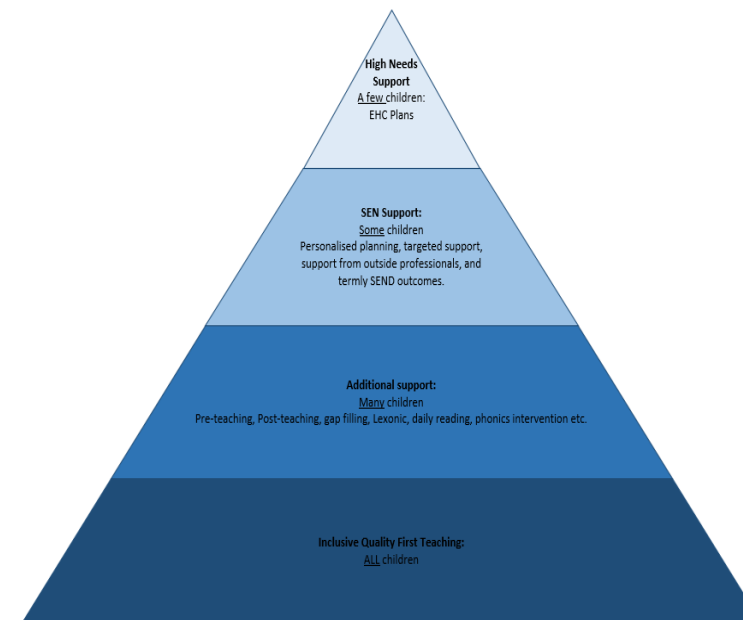 High Needs
Support
A few children:
EHC Plans
SEN Support:
Some children
Personalised planning, targeted support,
support from outside professionals, and
termly SEND outcomes.
Additional support:
Many children
Pre-teaching, Post-teaching, gap filling, Lexonic, daily reading, phonics intervention etc.
Inclusive Quality First Teaching:
ALL children